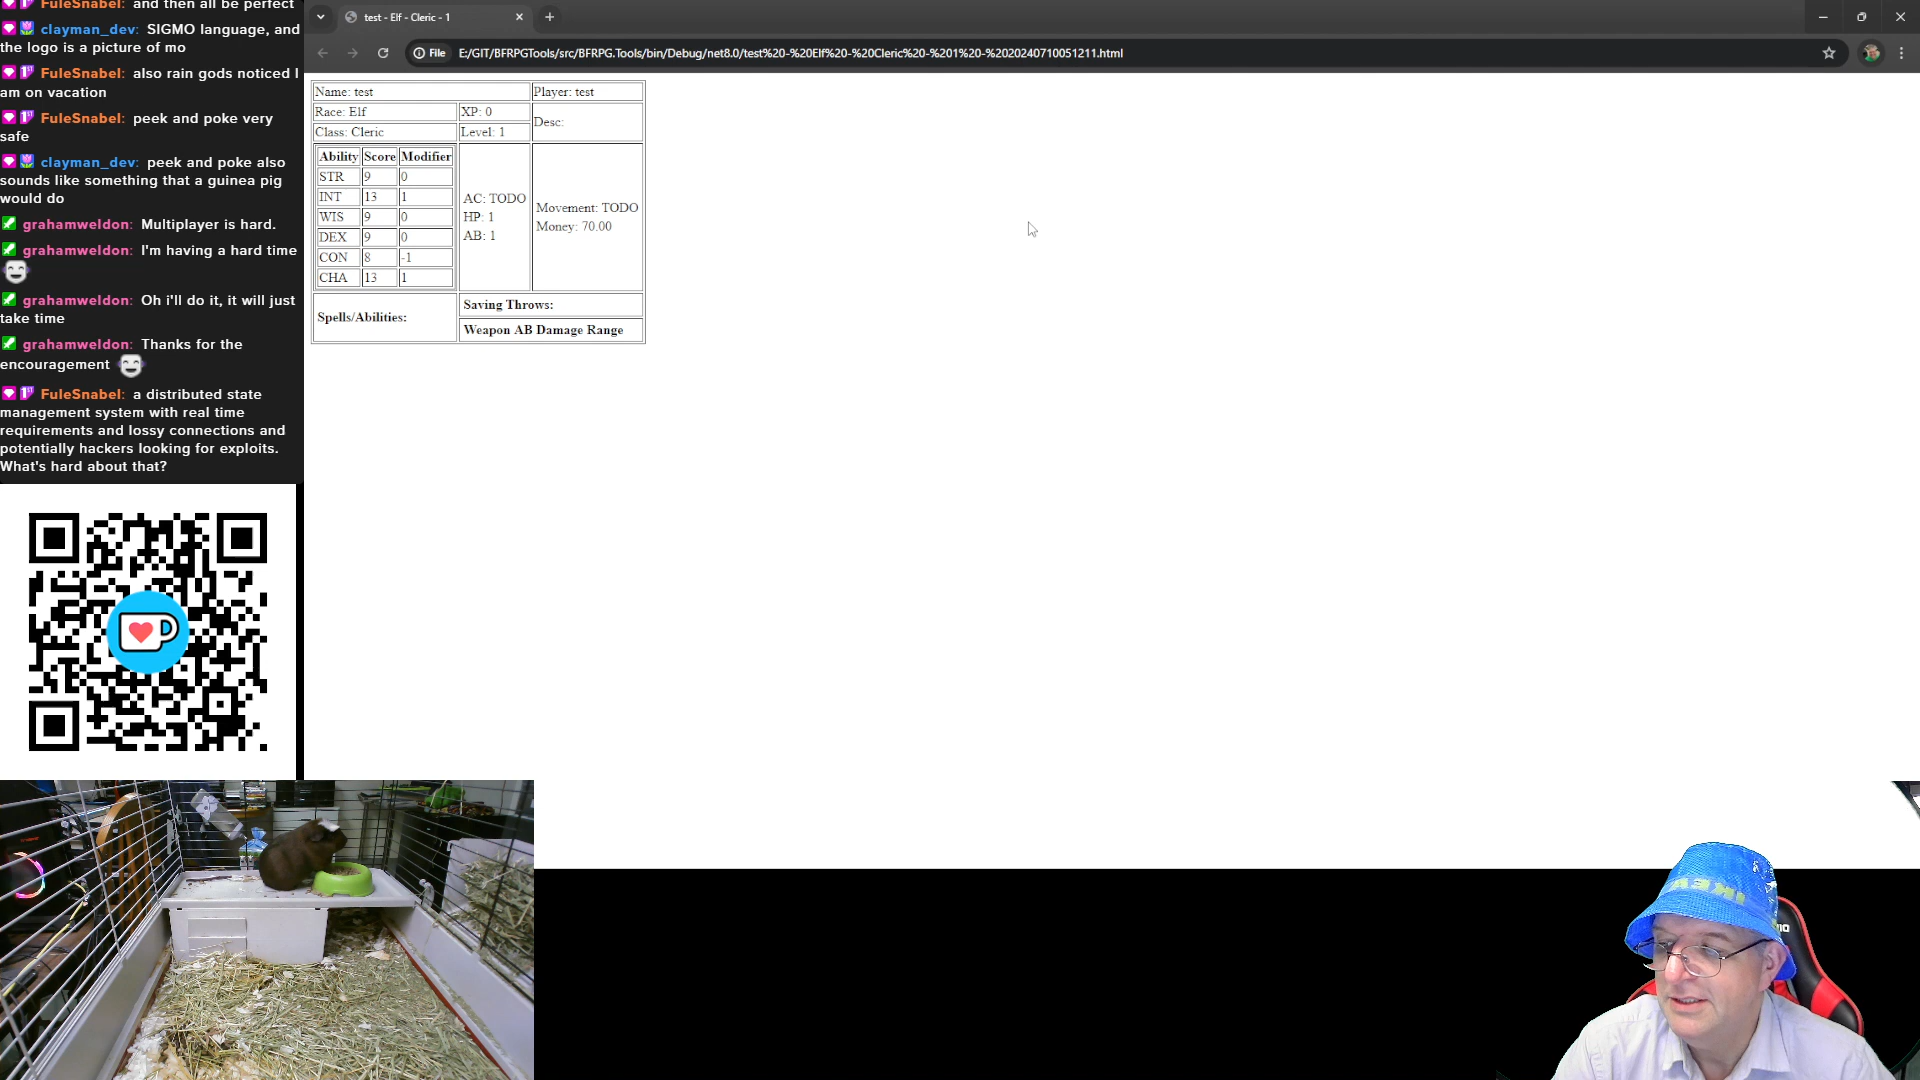 FuleSnabel: and then all be perfect
clayman_dev: SIGMO language, and
the logo is a picture of mo
FuleSnabel: also rain gods noticed I
am on vacation
FuleSnabel: peek and poke very
safe
clayman_dev: peek and poke also
sounds like something that a guinea pig
would do
grahamweldon: Multiplayer is hard.
grahamweldon: I'm having a hard time
grahamweldon: Oh i'll do it, it will just
take time
grahamweldon: Thanks for the
encouragement
FuleSnabel: a distributed state
management system with real time
requirements and lossy connections and
potentially hackers looking for exploits.
What's hard about that?
test - Elf - Cleric - 1
File
E:/GIT/BFRPGTools/src/BFRPG.Tools/bin/Debug/net8.0/test%20-%20Elf%20-%20Cleric%20-%201%20-%2020240710051211.html
Name: test Player: test
Race: Elf XP: 0 Desc:
Class: Cleric Level: 1
Ability Score Modifier
STR 9 0
INT 13 1
WIS 9 0
DEX 9 0
CON 8 -1
CHA 13 1
AC: TODO
HP: 1
AB: 1
Movement: TODO
Money: 70.00
Spells/Abilities:
Saving Throws:
Weapon AB Damage Range
IKEA